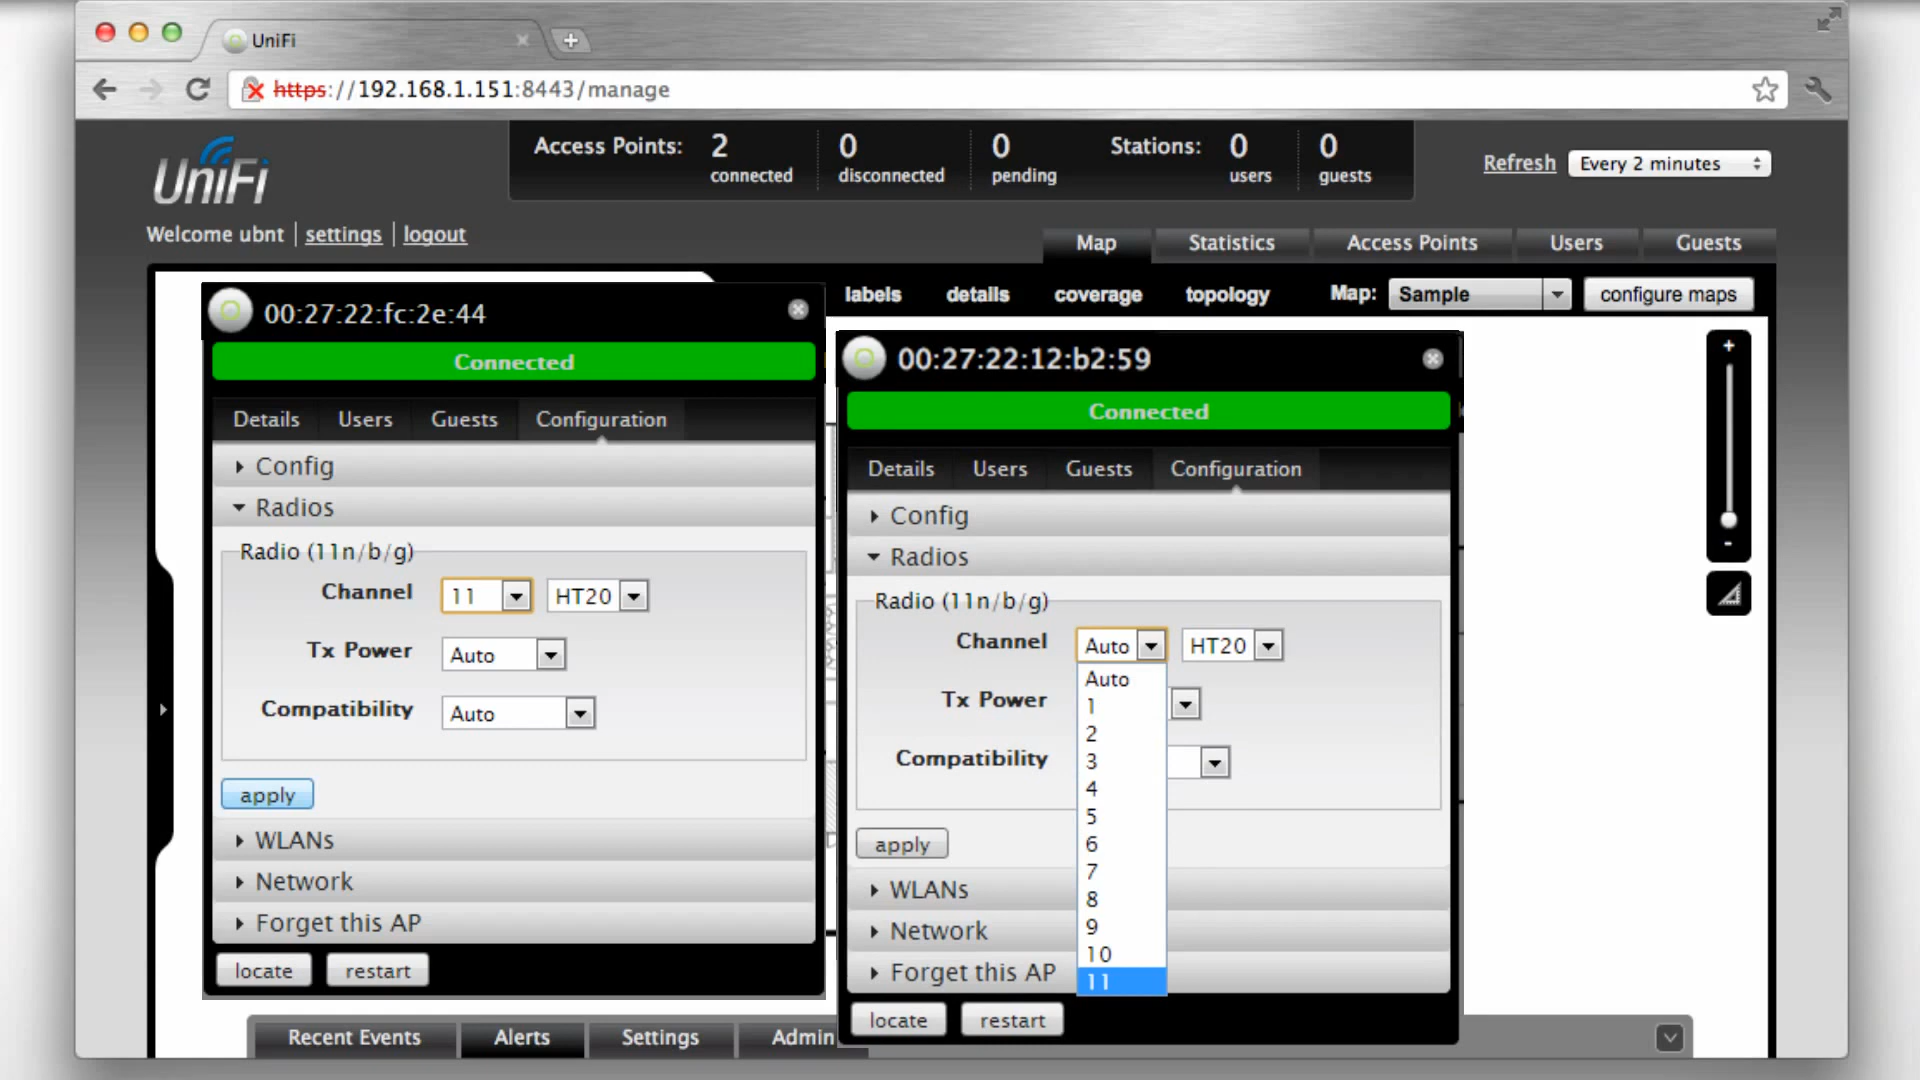 UniFi
https://192.168.1.151:8443/manage
UniFi
Access Points: 2 connected 0 disconnected 0 pending Stations: 0 users 0 guests
Refresh Every 2 minutes
Welcome ubnt | settings | logout
Map Statistics Access Points Users Guests
labels details coverage topology Map: Sample configure maps
00:27:22:fc:2e:44
Connected
Details Users Guests Configuration
Config
Radios
Radio (11n/b/g)
Channel 11 HT20
Tx Power Auto
Compatibility Auto
apply
WLANs
Network
Forget this AP
locate restart
00:27:22:12:b2:59
Connected
Details Users Guests Configuration
Config
Radios
Radio (11n/b/g)
Channel Auto HT20
Auto
1
Tx Power
2
3
Compatibility
4
5
6
apply
7
8
WLANs
9
Network
10
Forget this AP
11
locate restart
+
-
Recent Events Alerts Settings Admin